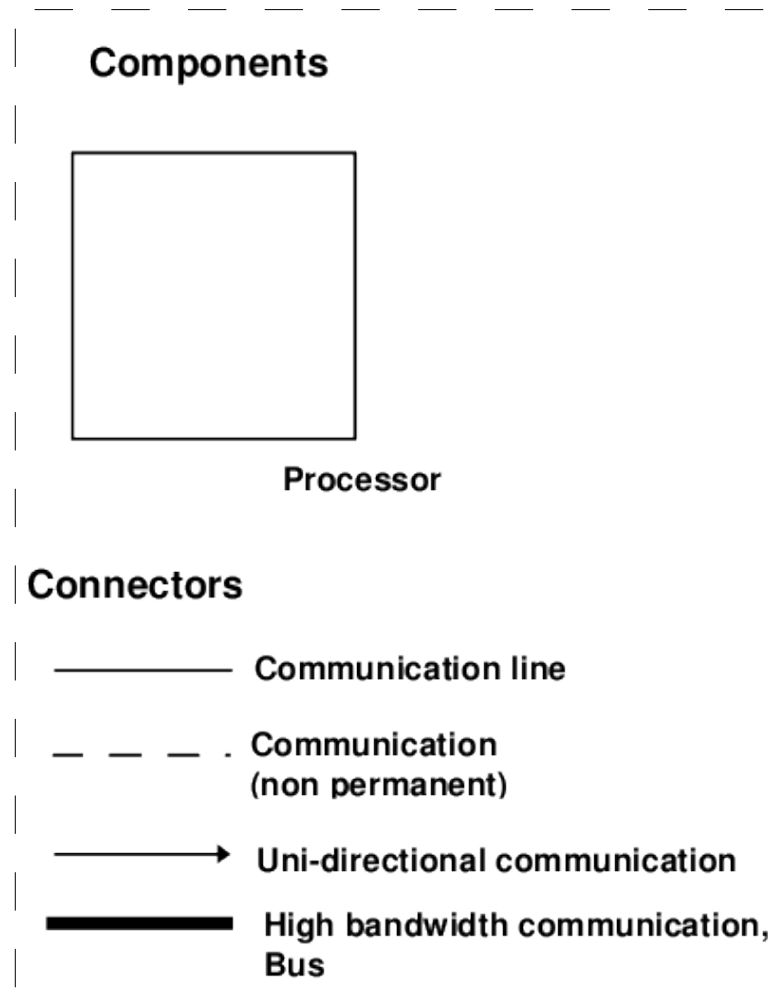 Components
Processor
Connectors
Communication line
Communication
(non permanent)
Uni-directional communication
High bandwidth communication,
Bus